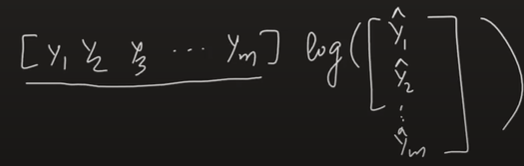 [y₁ y₂ y₃ ⋯ yₘ] log([ŷ₁
ŷ₂
⋮
ŷₘ])